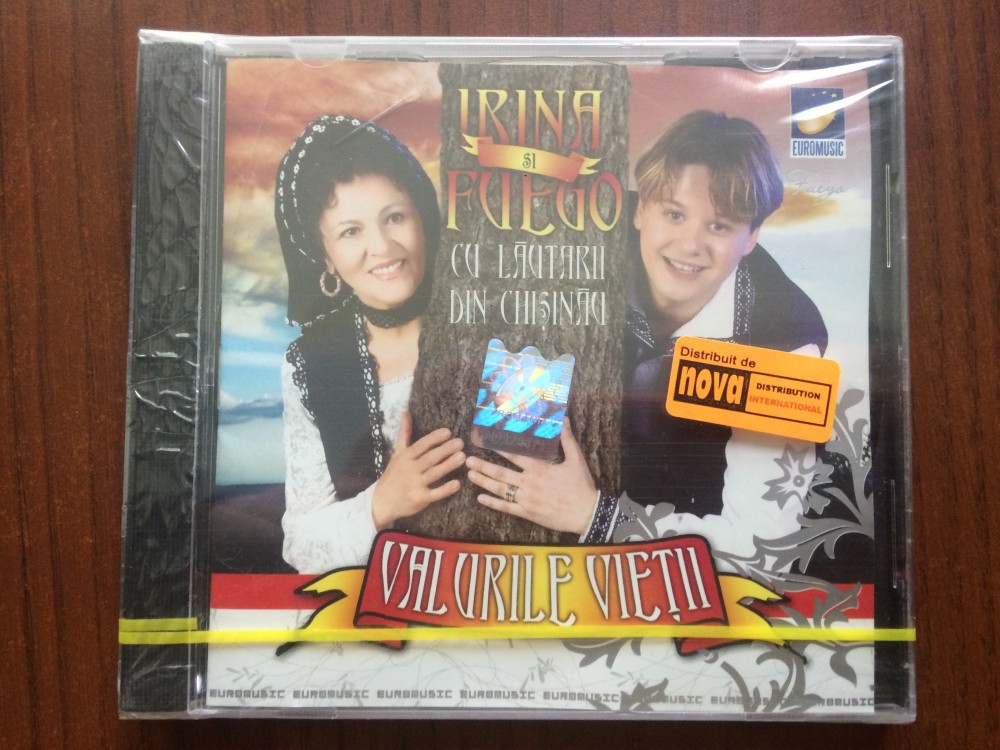 IRINA
ȘI
FUEGO
CU LĂUTARII
DIN CHIȘINĂU
EUROMUSIC
Fuego
Distribuit de
nova
DISTRIBUTION
INTERNATIONAL
VALURILE VIEȚII
EUROMUSIC EUROMUSIC EUROMUSIC EUROMUSIC EUROMUSIC EUROMUSIC EUROMUSIC EUROMUSIC